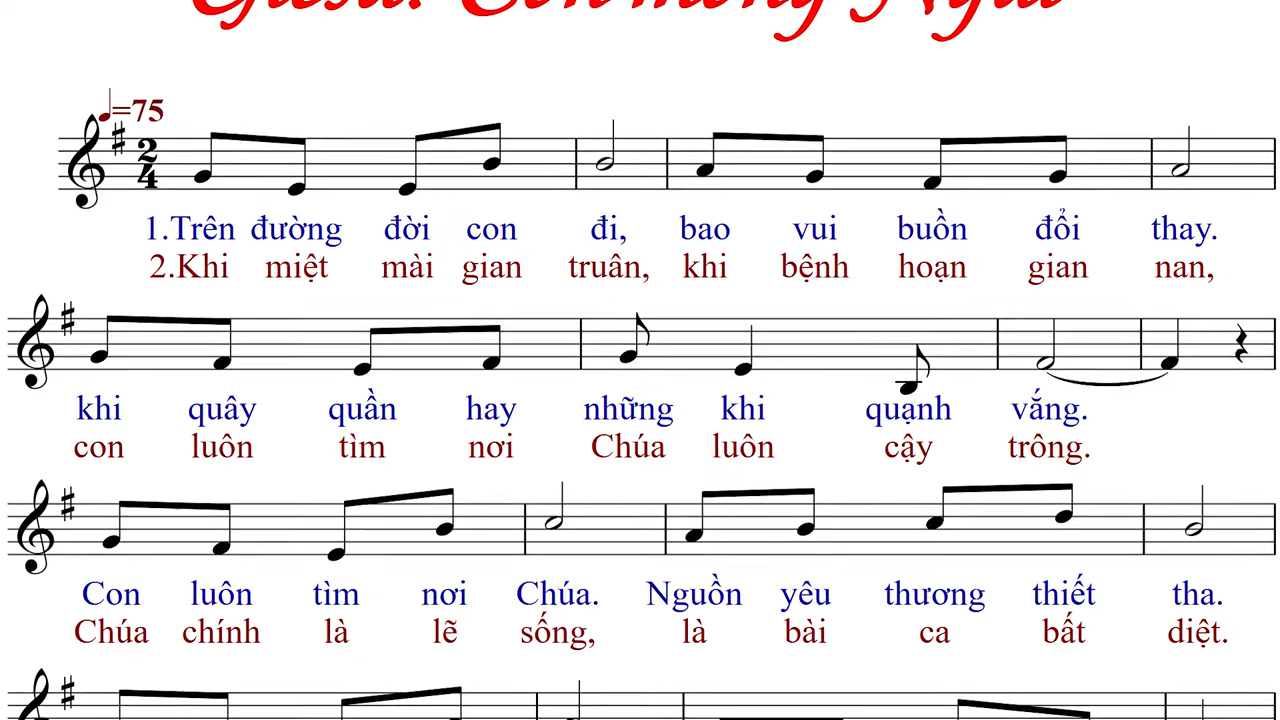 ♩=75
2
4
1.Trên đường đời con đi, bao vui buồn đổi thay.
2.Khi miệt mài gian truân, khi bệnh hoạn gian nan,
khi quây quần hay những khi quạnh vắng.
con luôn tìm nơi Chúa luôn cậy trông.
Con luôn tìm nơi Chúa. Nguồn yêu thương thiết tha.
Chúa chính là lẽ sống, là bài ca bất diệt.